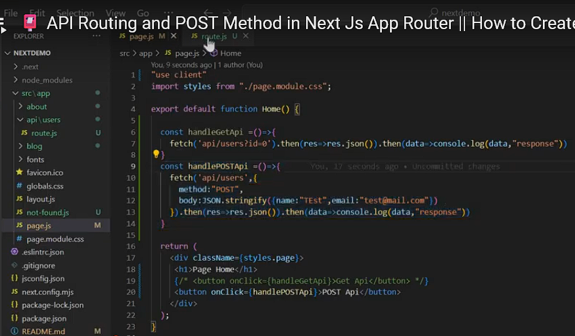 File Edit Selection View Go
nextdemo
API Routing and POST Method in Next Js App Router || How to Create
EXPLORER
page.js M
route.js U
NEXTDEMO
.next
node_modules
src\app
about
api\users
route.js U
blog
fonts
favicon.ico
globals.css
layout.js
not-found.js U
page.js M
page.module.css
.eslintrc.json
.gitignore
jsconfig.json
next.config.mjs
package-lock.json
package.json
README.md M
src > app > page.js > Home
You, 9 seconds ago | 1 author (You)
1 "use client"
2 import styles from "./page.module.css";
3
4 export default function Home() {
5
6 const handleGetApi =()=>{
7 fetch('api/users?id=0').then(res=>res.json()).then(data=>console.log(data,"response"))
8 }
9 const handlePOSTApi =()=>{ You, 17 seconds ago • Uncommitted changes
10 fetch('api/users',{
11 method:"POST",
12 body:JSON.stringify({name:"TEst",email:"test@mail.com"})
13 }).then(res=>res.json()).then(data=>console.log(data,"response"))
14 }
15
16 return (
17 <div className={styles.page}>
18 <h1>Page Home</h1>
19 {/* <button onClick={handleGetApi}>Get Api</button> */}
20 <button onClick={handlePOSTApi}>POST Api</button>
21 </div>
22 );
23 }